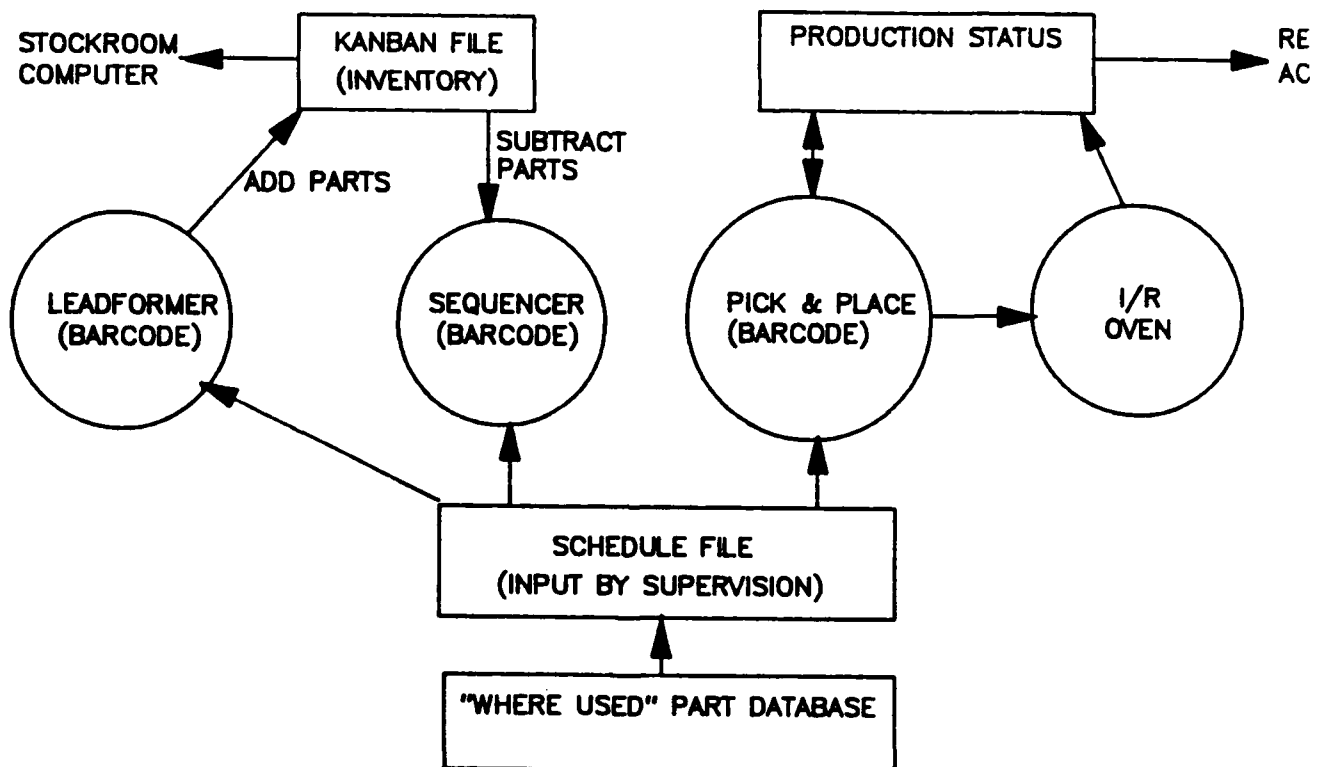 STOCKROOM
COMPUTER
KANBAN FILE
(INVENTORY)
PRODUCTION STATUS
RE
AC
SUBTRACT
PARTS
ADD PARTS
LEADFORMER
(BARCODE)
SEQUENCER
(BARCODE)
PICK & PLACE
(BARCODE)
I/R
OVEN
SCHEDULE FILE
(INPUT BY SUPERVISION)
"WHERE USED" PART DATABASE